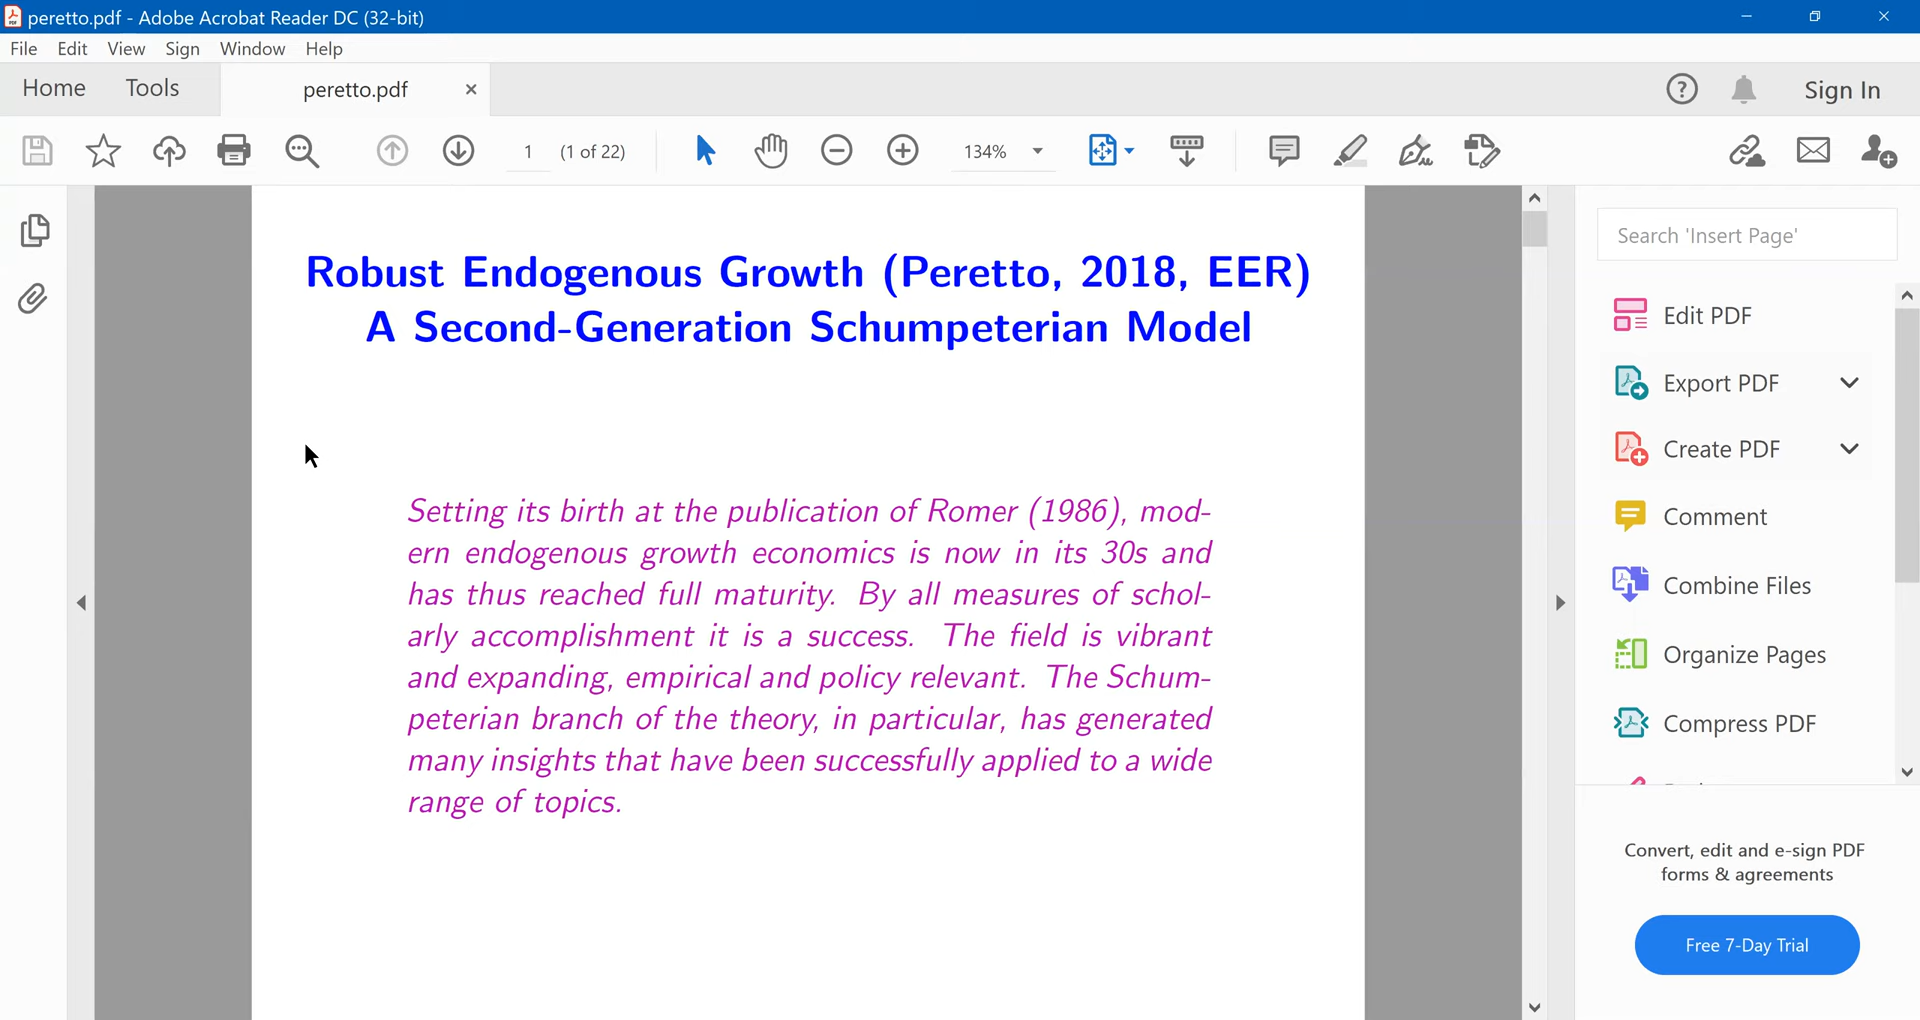 peretto.pdf - Adobe Acrobat Reader DC (32-bit)
File Edit View Sign Window Help
Home Tools peretto.pdf Sign In
1 (1 of 22) 134%
Robust Endogenous Growth (Peretto, 2018, EER)
A Second-Generation Schumpeterian Model
Setting its birth at the publication of Romer (1986), mod-
ern endogenous growth economics is now in its 30s and
has thus reached full maturity. By all measures of schol-
arly accomplishment it is a success. The field is vibrant
and expanding, empirical and policy relevant. The Schum-
peterian branch of the theory, in particular, has generated
many insights that have been successfully applied to a wide
range of topics.
Search 'Insert Page'
Edit PDF
Export PDF
Create PDF
Comment
Combine Files
Organize Pages
Compress PDF
Convert, edit and e-sign PDF
forms & agreements
Free 7-Day Trial